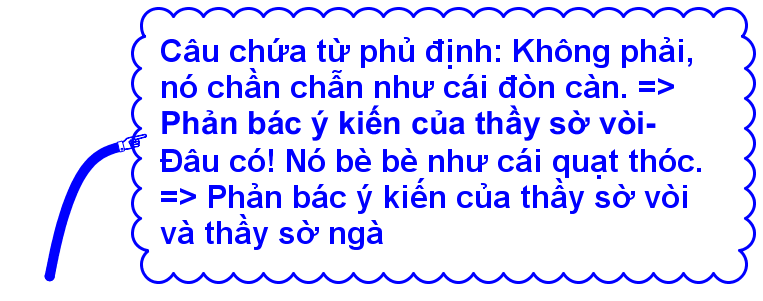 Câu chứa từ phủ định: Không phải,
nó chần chẫn như cái đòn càn. =>
Phản bác ý kiến của thầy sờ vòi-
Đâu có! Nó bè bè như cái quạt thóc.
=> Phản bác ý kiến của thầy sờ vòi
và thầy sờ ngà